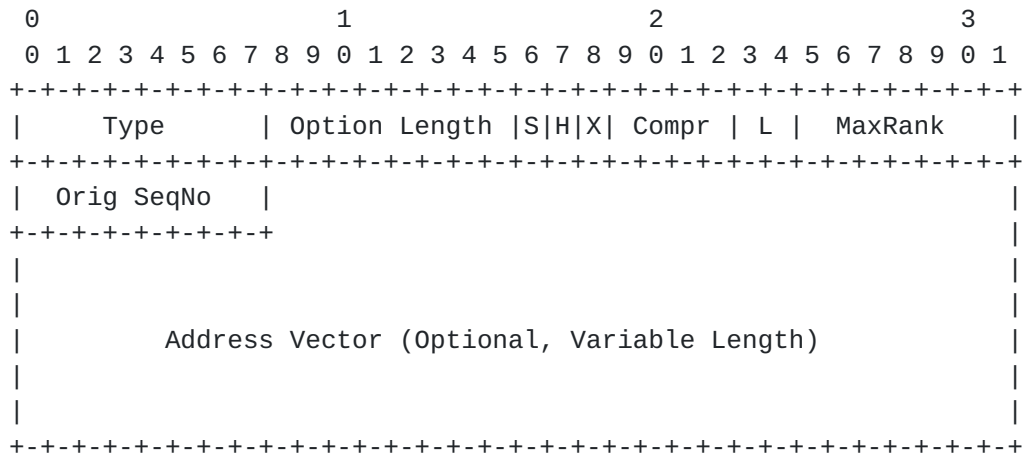 0                   1                   2                   3
 0 1 2 3 4 5 6 7 8 9 0 1 2 3 4 5 6 7 8 9 0 1 2 3 4 5 6 7 8 9 0 1
+-+-+-+-+-+-+-+-+-+-+-+-+-+-+-+-+-+-+-+-+-+-+-+-+-+-+-+-+-+-+-+-+
|     Type      | Option Length |S|H|X| Compr | L |  MaxRank    |
+-+-+-+-+-+-+-+-+-+-+-+-+-+-+-+-+-+-+-+-+-+-+-+-+-+-+-+-+-+-+-+-+
|  Orig SeqNo   |                                               |
+-+-+-+-+-+-+-+-+                                               |
|                                                               |
|                                                               |
|         Address Vector (Optional, Variable Length)            |
|                                                               |
|                                                               |
+-+-+-+-+-+-+-+-+-+-+-+-+-+-+-+-+-+-+-+-+-+-+-+-+-+-+-+-+-+-+-+-+